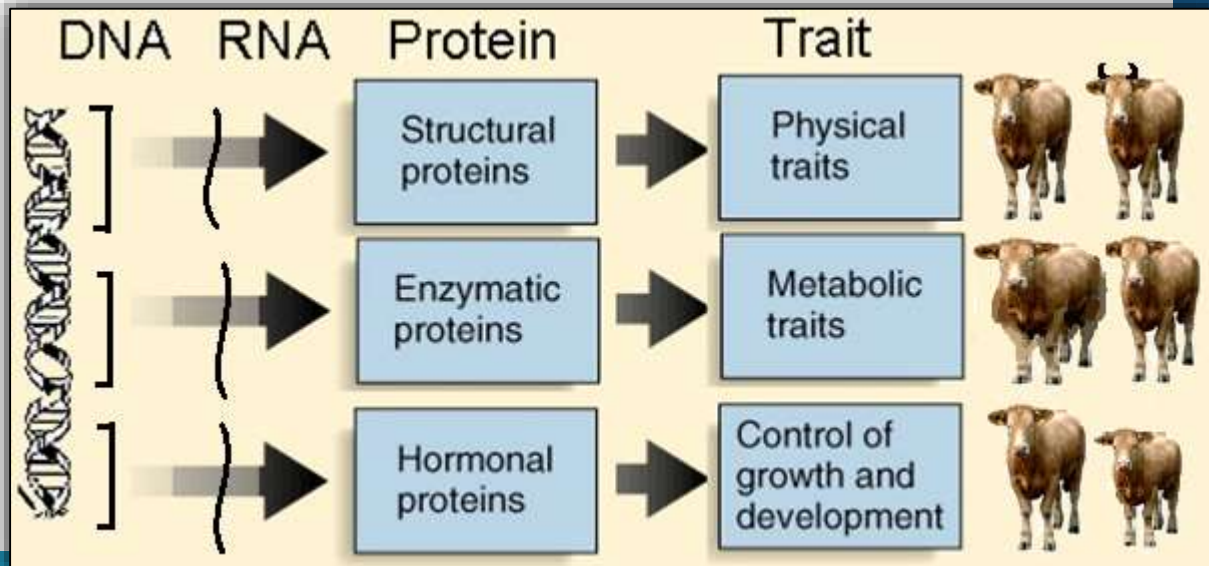 DNA RNA Protein Trait
Structural
proteins
Physical
traits
Enzymatic
proteins
Metabolic
traits
Hormonal
proteins
Control of
growth and
development